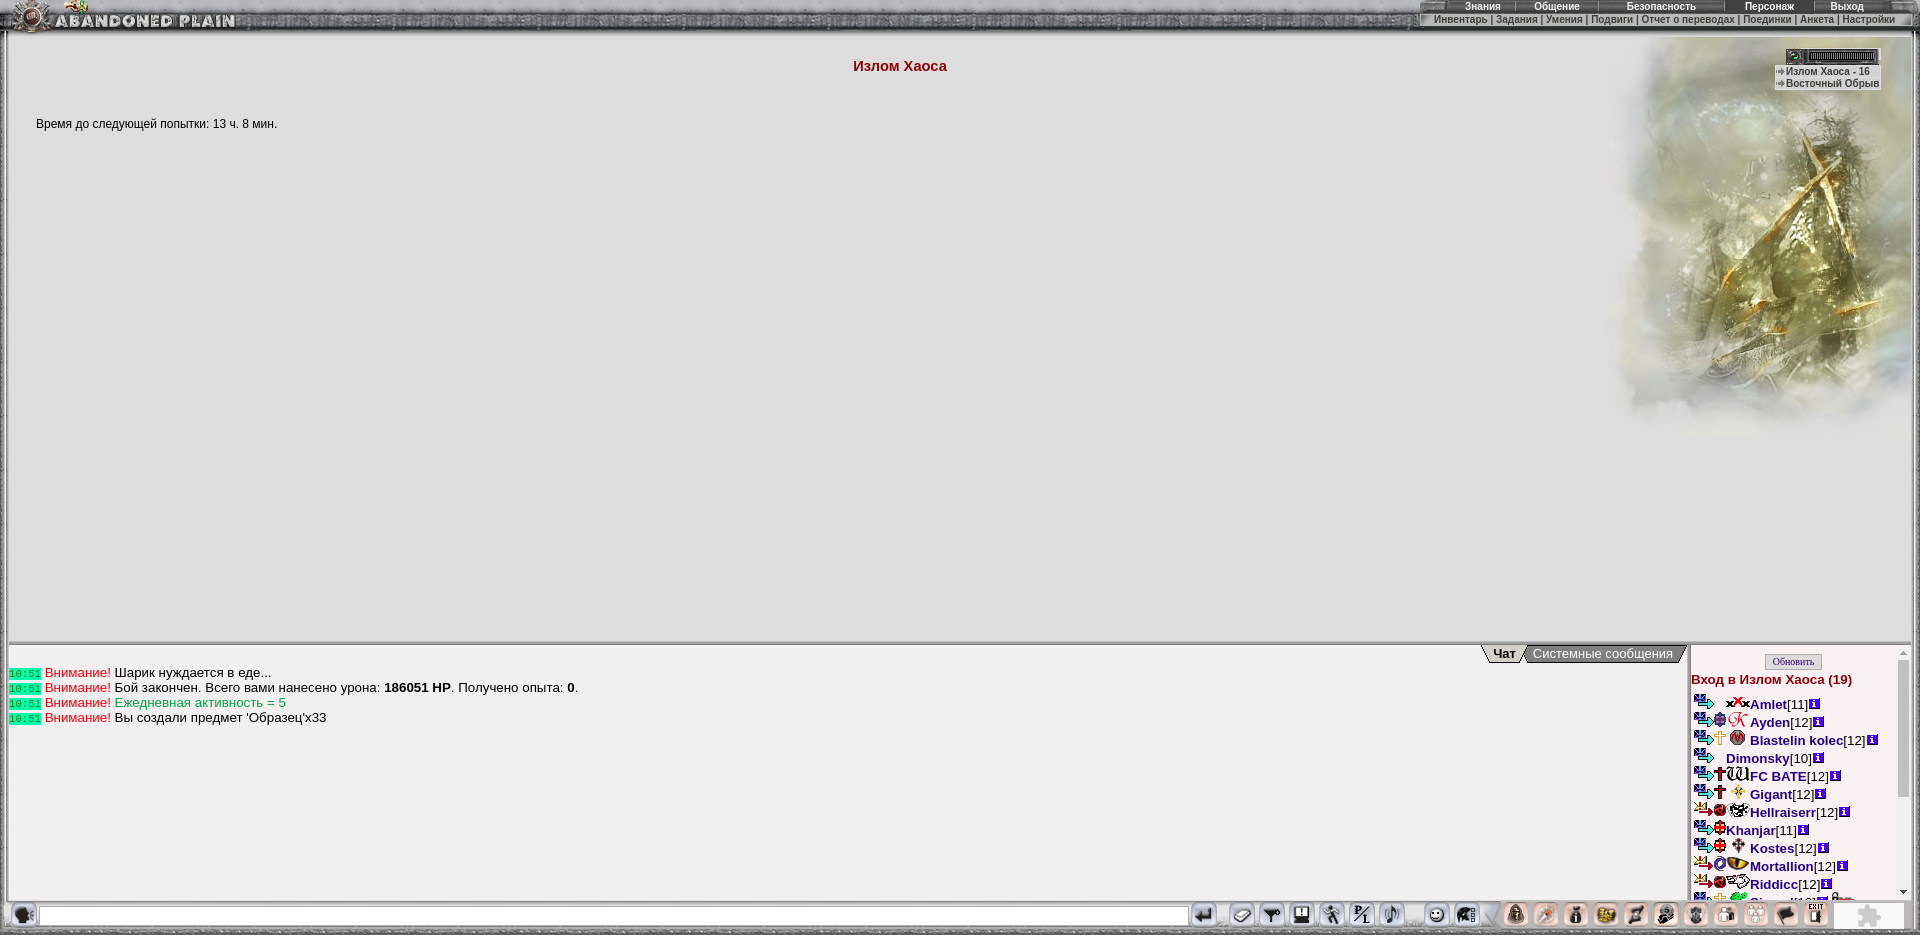 ABANDONED PLAIN
Знания Общение Безопасность Персонаж Выход
Инвентарь | Задания | Умения | Подвиги | Отчет о переводах | Поединки | Анкета | Настройки
Излом Хаоса
Излом Хаоса - 16
Восточный Обрыв
Время до следующей попытки: 13 ч. 8 мин.
Чат Системные сообщения
10:51 Внимание! Шарик нуждается в еде...
10:51 Внимание! Бой закончен. Всего вами нанесено урона: 186051 HP. Получено опыта: 0.
10:51 Внимание! Ежедневная активность = 5
10:51 Внимание! Вы создали предмет 'Образец'x33
Обновить
Вход в Излом Хаоса (19)
Amlet[11]
Ayden[12]
Blastelin kolec[12]
Dimonsky[10]
FC BATE[12]
Gigant[12]
Hellraiserr[12]
Khanjar[11]
Kostes[12]
Mortallion[12]
Riddicc[12]
P/L
EXIT